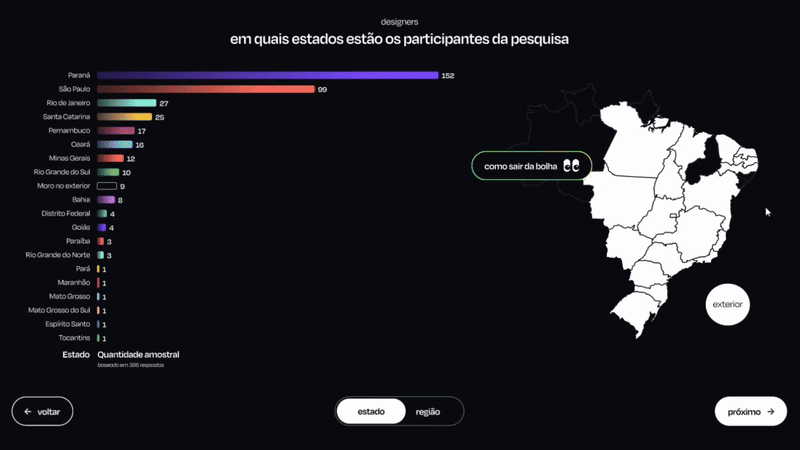 designers
em quais estados estão os participantes da pesquisa
Paraná 152
São Paulo 99
Rio de Janeiro 27
Santa Catarina 25
Pernambuco 17
Ceará 16
Minas Gerais 12
Rio Grande do Sul 10
Moro no exterior 9
Bahia 8
Distrito Federal 4
Goiás 4
Paraíba 3
Rio Grande do Norte 3
Pará 1
Maranhão 1
Mato Grosso 1
Mato Grosso do Sul 1
Espírito Santo 1
Tocantins 1
Estado Quantidade amostral
baseado em 395 respostas
como sair da bolha
exterior
← voltar
estado região
próximo →